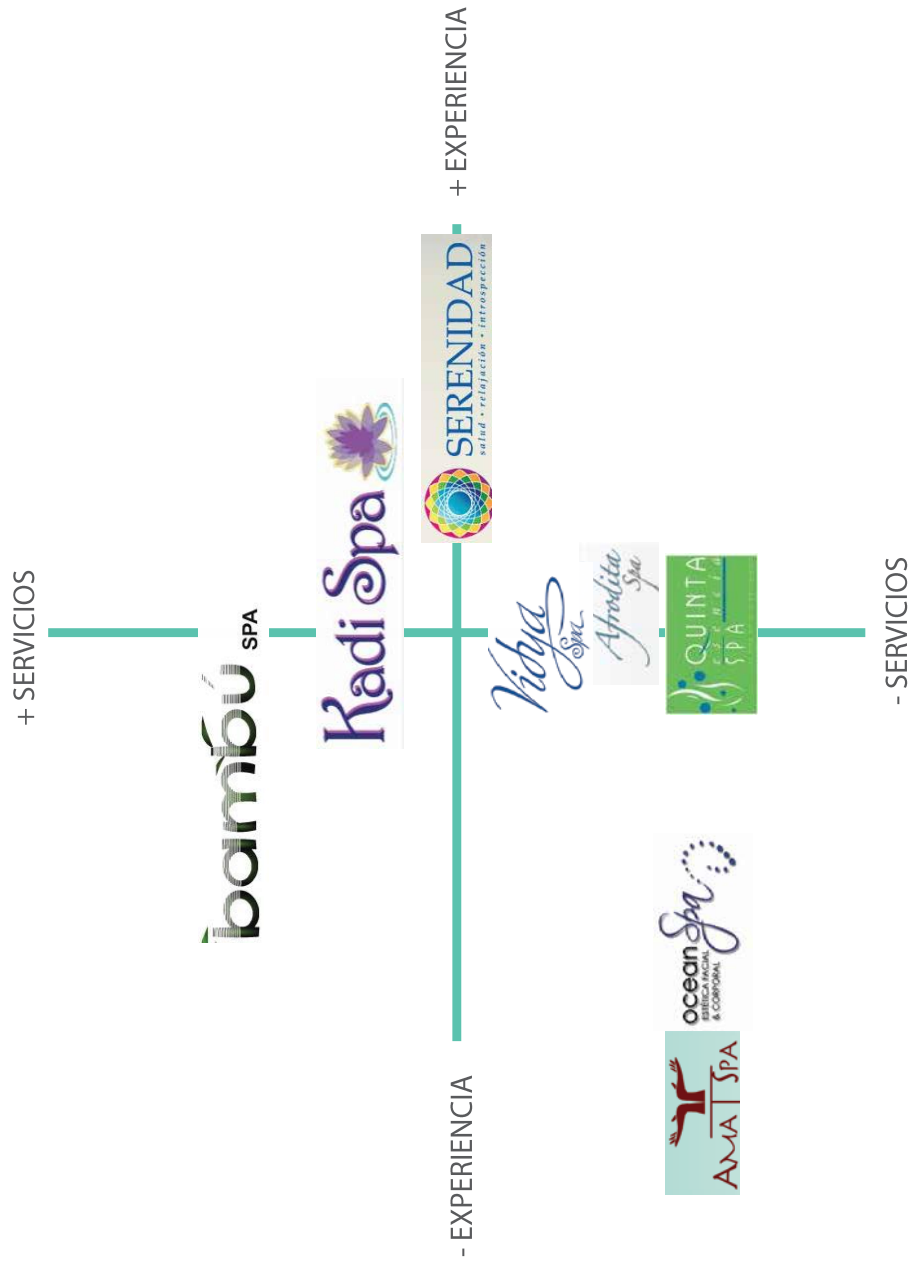 + SERVICIOS
bambú SPA
Kadi Spa
- EXPERIENCIA
SERENIDAD
salud • relajación • introspección
+ EXPERIENCIA
Vidya
Spa
Afrodita
Spa
AMA SPA
ocean Spa
ESTÉTICA FACIAL
& CORPORAL
QUINTA
esencia
SPA
- SERVICIOS